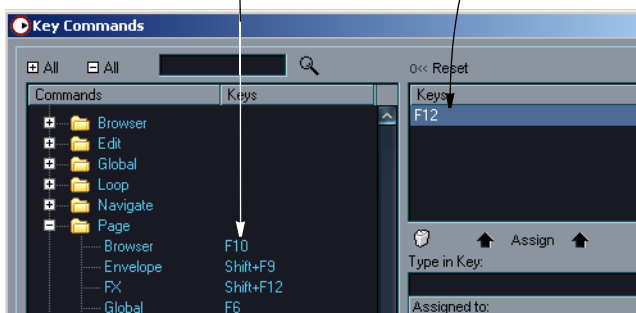 Key Commands
All All
0<< Reset
Commands Keys
Keys
F12
Browser
Edit
Global
Loop
Navigate
Page
Browser F10
Envelope Shift+F9
FX Shift+F12
Global F6
Assign
Type in Key:
Assigned to: